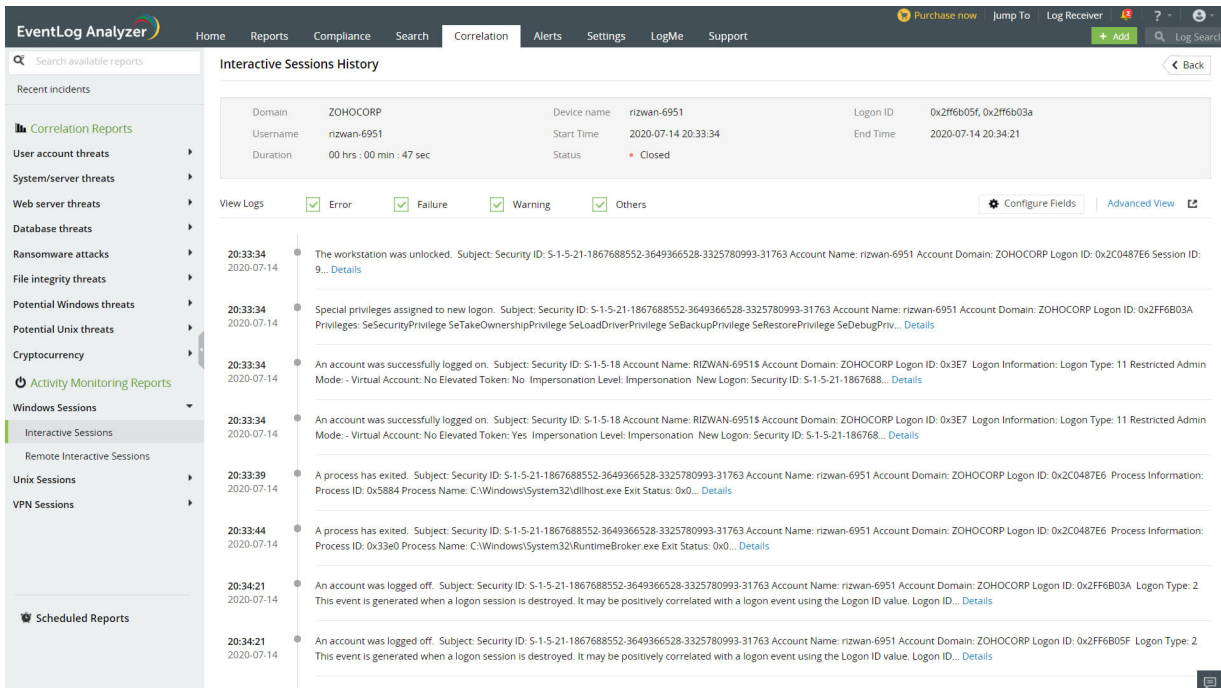 Purchase now Jump To Log Receiver 2 ?
EventLog Analyzer
Home Reports Compliance Search Correlation Alerts Settings LogMe Support
+ Add Log Search
Search available reports
Recent incidents
Correlation Reports
User account threats
System/server threats
Web server threats
Database threats
Ransomware attacks
File integrity threats
Potential Windows threats
Potential Unix threats
Cryptocurrency
Activity Monitoring Reports
Windows Sessions
Interactive Sessions
Remote Interactive Sessions
Unix Sessions
VPN Sessions
Scheduled Reports
Interactive Sessions History
Back
Domain ZOHOCORP Device name rizwan-6951 Logon ID 0x2ff6b05f, 0x2ff6b03a
Username rizwan-6951 Start Time 2020-07-14 20:33:34 End Time 2020-07-14 20:34:21
Duration 00 hrs : 00 min : 47 sec Status Closed
View Logs Error Failure Warning Others Configure Fields Advanced View
20:33:34 The workstation was unlocked. Subject: Security ID: S-1-5-21-1867688552-3649366528-3325780993-31763 Account Name: rizwan-6951 Account Domain: ZOHOCORP Logon ID: 0x2C0487E6 Session ID:
2020-07-14 9... Details
20:33:34 Special privileges assigned to new logon. Subject: Security ID: S-1-5-21-1867688552-3649366528-3325780993-31763 Account Name: rizwan-6951 Account Domain: ZOHOCORP Logon ID: 0x2FF6B03A
2020-07-14 Privileges: SeSecurityPrivilege SeTakeOwnershipPrivilege SeLoadDriverPrivilege SeBackupPrivilege SeRestorePrivilege SeDebugPriv... Details
20:33:34 An account was successfully logged on. Subject: Security ID: S-1-5-18 Account Name: RIZWAN-6951$ Account Domain: ZOHOCORP Logon ID: 0x3E7 Logon Information: Logon Type: 11 Restricted Admin
2020-07-14 Mode: - Virtual Account: No Elevated Token: No Impersonation Level: Impersonation New Logon: Security ID: S-1-5-21-1867688... Details
20:33:34 An account was successfully logged on. Subject: Security ID: S-1-5-18 Account Name: RIZWAN-6951$ Account Domain: ZOHOCORP Logon ID: 0x3E7 Logon Information: Logon Type: 11 Restricted Admin
2020-07-14 Mode: - Virtual Account: No Elevated Token: Yes Impersonation Level: Impersonation New Logon: Security ID: S-1-5-21-186768... Details
20:33:39 A process has exited. Subject: Security ID: S-1-5-21-1867688552-3649366528-3325780993-31763 Account Name: rizwan-6951 Account Domain: ZOHOCORP Logon ID: 0x2C0487E6 Process Information:
2020-07-14 Process ID: 0x5884 Process Name: C:\Windows\System32\dllhost.exe Exit Status: 0x0... Details
20:33:44 A process has exited. Subject: Security ID: S-1-5-21-1867688552-3649366528-3325780993-31763 Account Name: rizwan-6951 Account Domain: ZOHOCORP Logon ID: 0x2C0487E6 Process Information:
2020-07-14 Process ID: 0x33e0 Process Name: C:\Windows\System32\RuntimeBroker.exe Exit Status: 0x0... Details
20:34:21 An account was logged off. Subject: Security ID: S-1-5-21-1867688552-3649366528-3325780993-31763 Account Name: rizwan-6951 Account Domain: ZOHOCORP Logon ID: 0x2FF6B03A Logon Type: 2
2020-07-14 This event is generated when a logon session is destroyed. It may be positively correlated with a logon event using the Logon ID value. Logon ID... Details
20:34:21 An account was logged off. Subject: Security ID: S-1-5-21-1867688552-3649366528-3325780993-31763 Account Name: rizwan-6951 Account Domain: ZOHOCORP Logon ID: 0x2FF6B05F Logon Type: 2
2020-07-14 This event is generated when a logon session is destroyed. It may be positively correlated with a logon event using the Logon ID value. Logon ID... Details